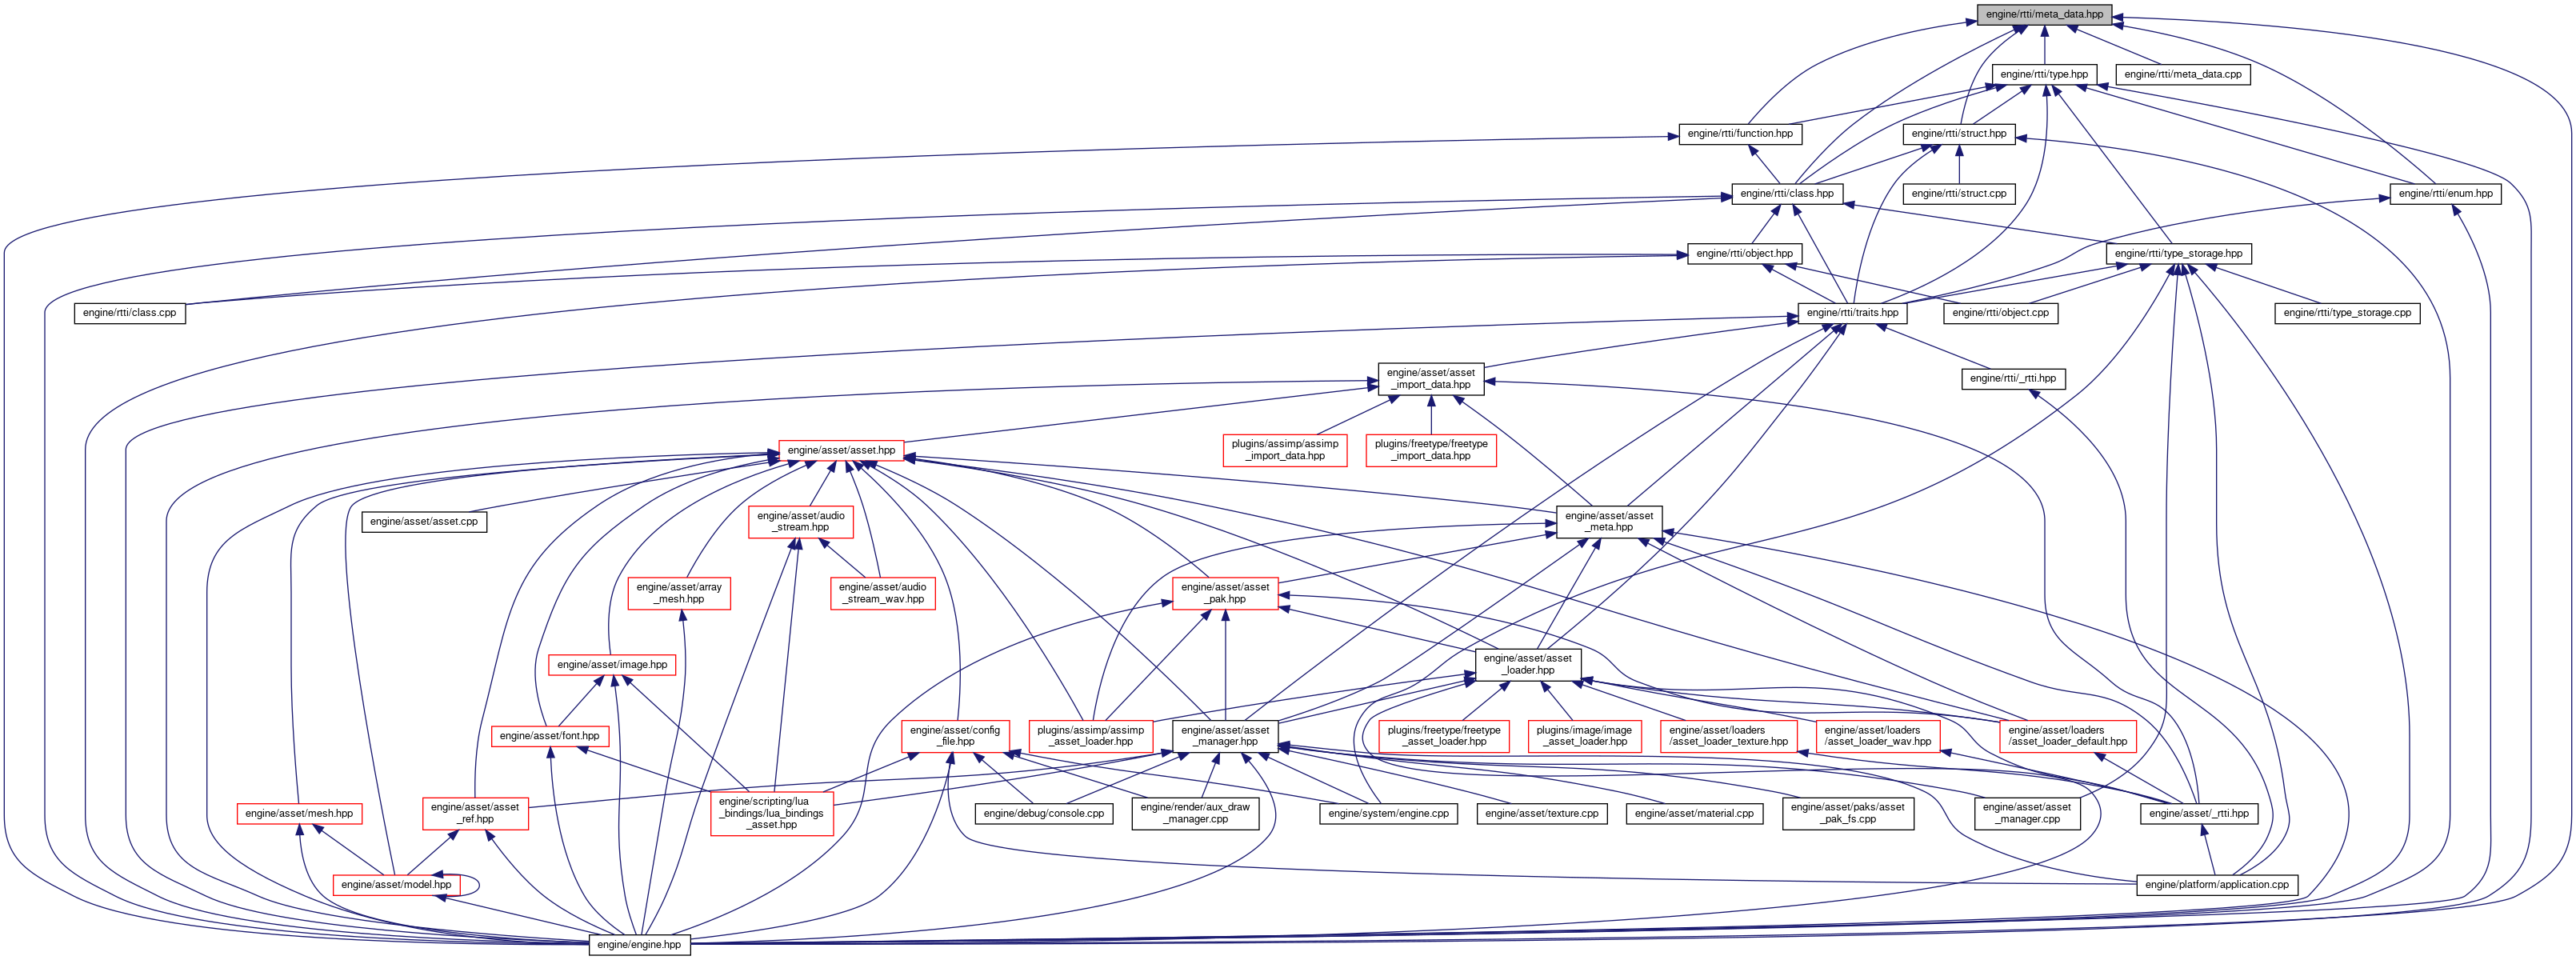 engine/rtti/meta_data.hpp
engine/rtti/type.hpp
engine/rtti/meta_data.cpp
engine/rtti/function.hpp
engine/rtti/struct.hpp
engine/rtti/class.hpp
engine/rtti/struct.cpp
engine/rtti/enum.hpp
engine/rtti/object.hpp
engine/rtti/type_storage.hpp
engine/rtti/class.cpp
engine/rtti/traits.hpp
engine/rtti/object.cpp
engine/rtti/type_storage.cpp
engine/asset/asset
_import_data.hpp
engine/rtti/_rtti.hpp
engine/asset/asset.hpp
plugins/assimp/assimp
_import_data.hpp
plugins/freetype/freetype
_import_data.hpp
engine/asset/asset.cpp
engine/asset/audio
_stream.hpp
engine/asset/asset
_meta.hpp
engine/asset/array
_mesh.hpp
engine/asset/audio
_stream_wav.hpp
engine/asset/asset
_pak.hpp
engine/asset/image.hpp
engine/asset/asset
_loader.hpp
engine/asset/font.hpp
engine/asset/config
_file.hpp
plugins/assimp/assimp
_asset_loader.hpp
engine/asset/asset
_manager.hpp
plugins/freetype/freetype
_asset_loader.hpp
plugins/image/image
_asset_loader.hpp
engine/asset/loaders
/asset_loader_texture.hpp
engine/asset/loaders
/asset_loader_wav.hpp
engine/asset/loaders
/asset_loader_default.hpp
engine/asset/mesh.hpp
engine/asset/asset
_ref.hpp
engine/scripting/lua
_bindings/lua_bindings
_asset.hpp
engine/debug/console.cpp
engine/render/aux_draw
_manager.cpp
engine/system/engine.cpp
engine/asset/texture.cpp
engine/asset/material.cpp
engine/asset/paks/asset
_pak_fs.cpp
engine/asset/asset
_manager.cpp
engine/asset/_rtti.hpp
engine/asset/model.hpp
engine/platform/application.cpp
engine/engine.hpp